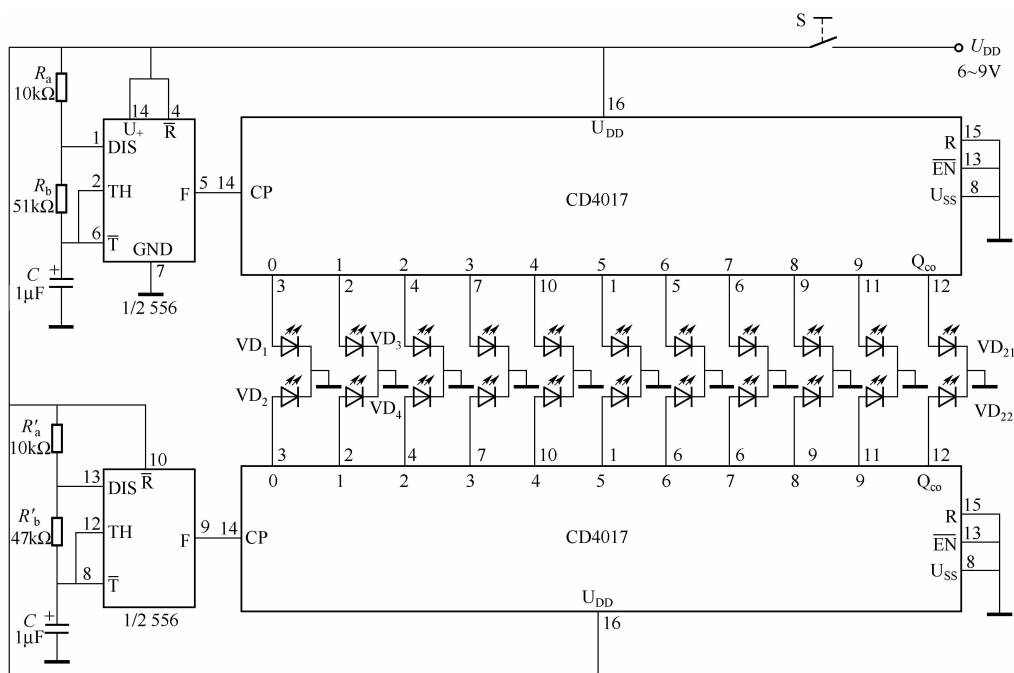 S
U_DD
6~9V
R_a
10kΩ
14
4
U+
R̅
1
DIS
R_b
51kΩ
2
TH
F
5
6
T̅
GND
7
C
+
1μF
1/2 556
16
U_DD
14
CP
CD4017
R
15
E̅N̅
13
U_SS
8
0 1 2 3 4 5 6 7 8 9 Q_co
3 2 4 7 10 1 5 6 9 11 12
VD_1
VD_3
VD_21
VD_2
VD_4
VD_22
3 2 4 7 10 1 6 6 9 11 12
0 1 2 3 4 5 6 7 8 9 Q_co
R′_a
10kΩ
10
R̅
13
DIS
R′_b
47kΩ
12
TH
F
9
8
T̅
C
+
1μF
1/2 556
14
CP
CD4017
R
15
E̅N̅
13
U_SS
8
U_DD
16